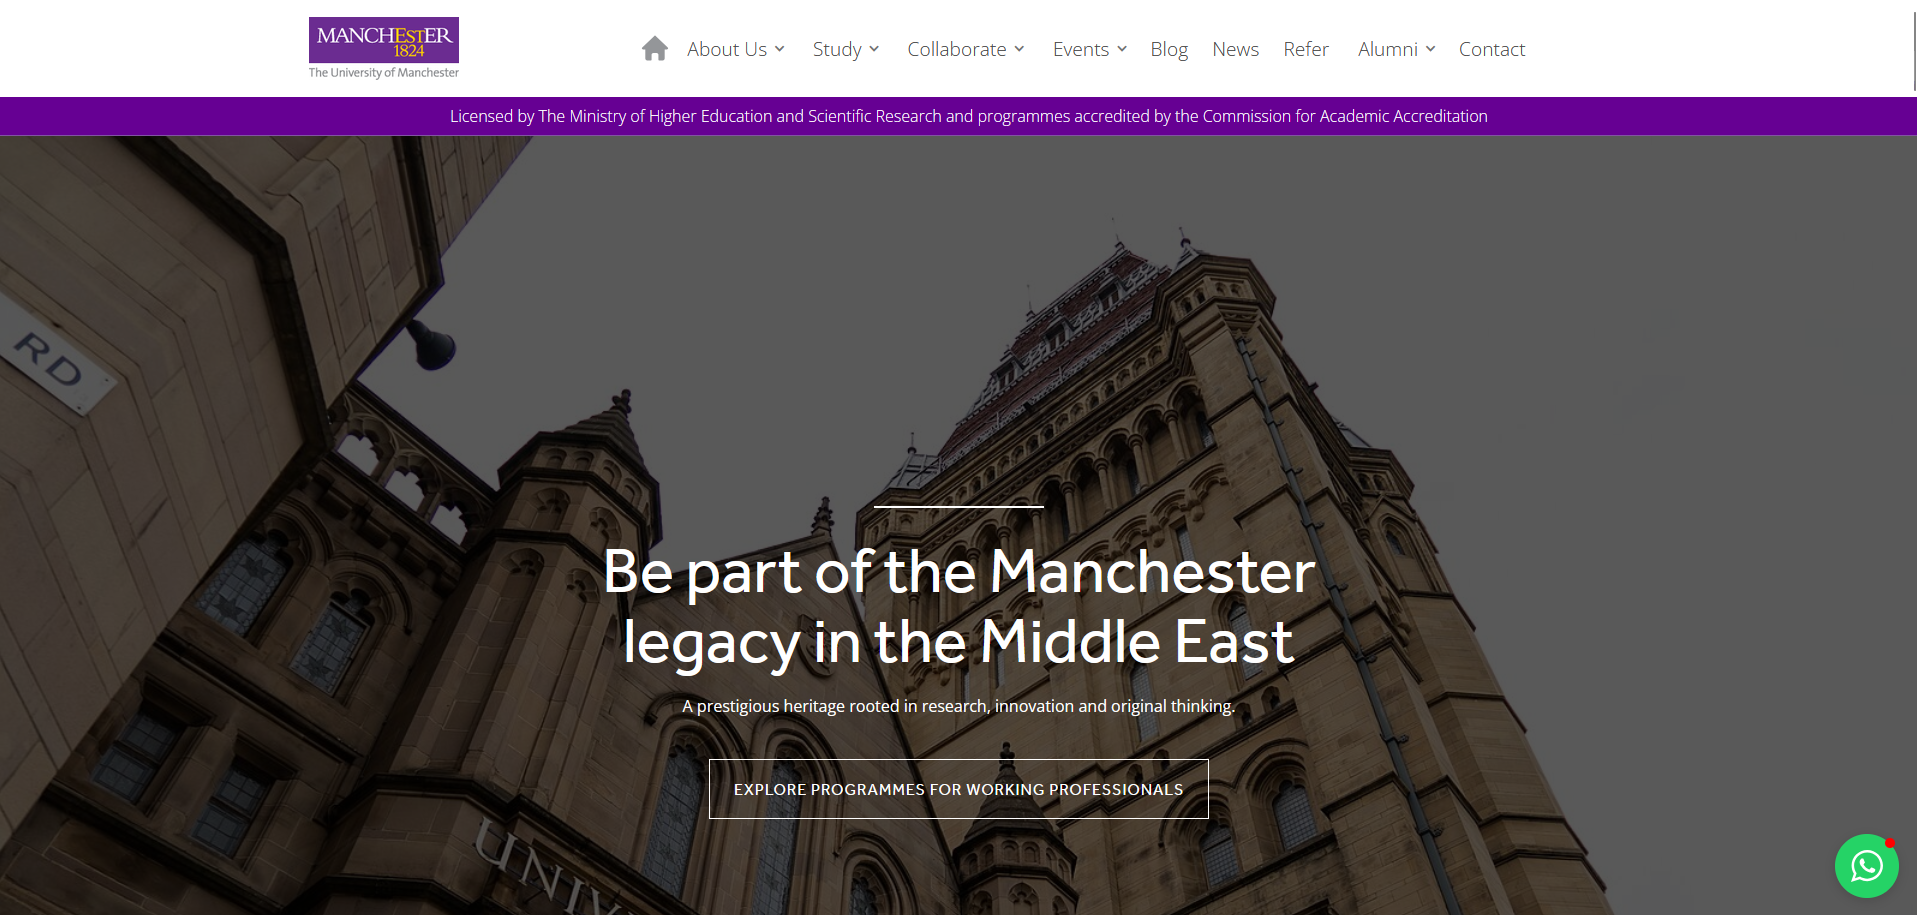 MANCHESTER
1824
The University of Manchester
About Us
Study
Collaborate
Events
Blog
News
Refer
Alumni
Contact
Licensed by The Ministry of Higher Education and Scientific Research and programmes accredited by the Commission for Academic Accreditation
RD
Be part of the Manchester
legacy in the Middle East
A prestigious heritage rooted in research, innovation and original thinking.
EXPLORE PROGRAMMES FOR WORKING PROFESSIONALS